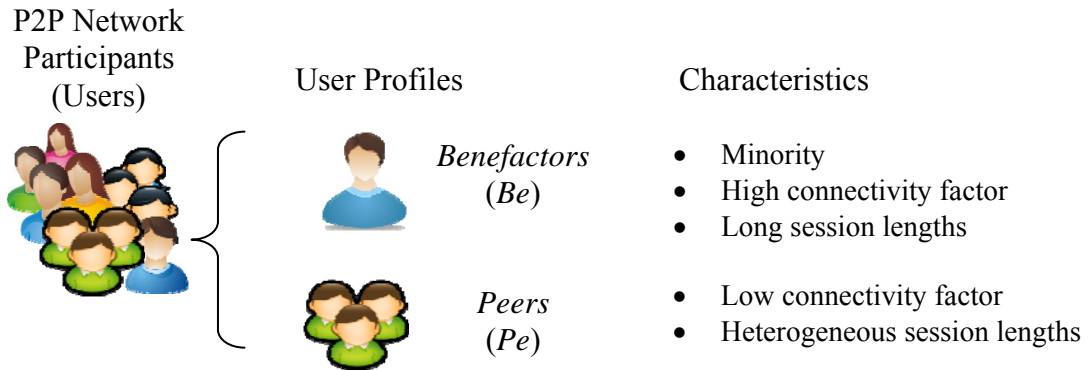 P2P Network
Participants
(Users)
User Profiles
Characteristics
Benefactors
(Be)
• Minority
• High connectivity factor
• Long session lengths
Peers
(Pe)
• Low connectivity factor
• Heterogeneous session lengths